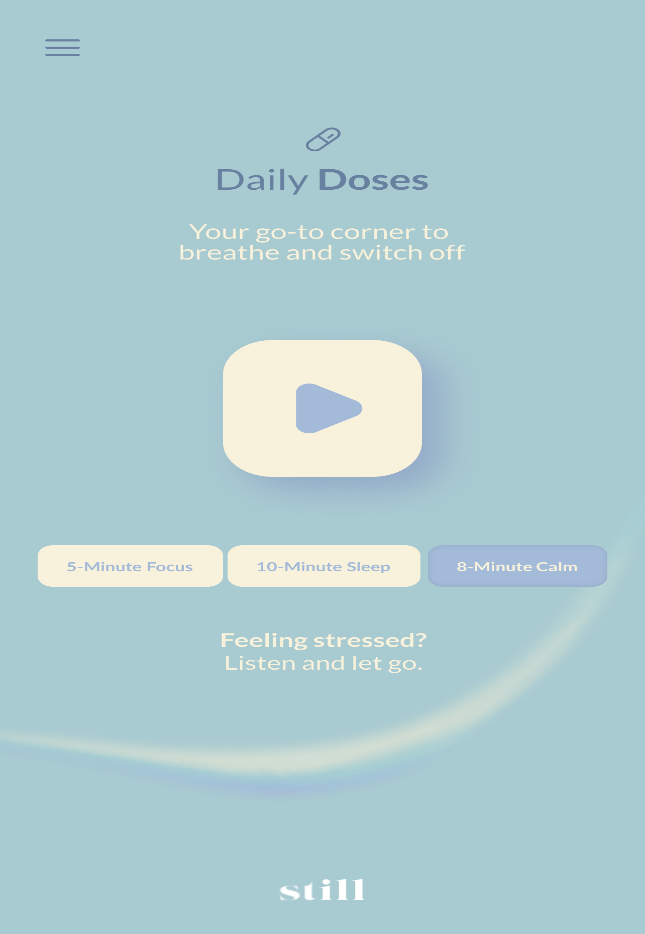 Daily Doses
Your go-to corner to
breathe and switch off
5-Minute Focus
10-Minute Sleep
8-Minute Calm
Feeling stressed?
Listen and let go.
still